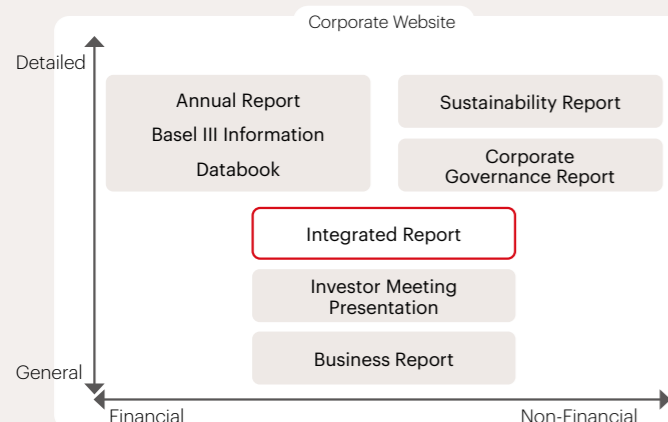 Corporate Website
Detailed
Annual Report
Basel III Information
Databook
Sustainability Report
Corporate
Governance Report
Integrated Report
Investor Meeting
Presentation
Business Report
General
Financial
Non-Financial